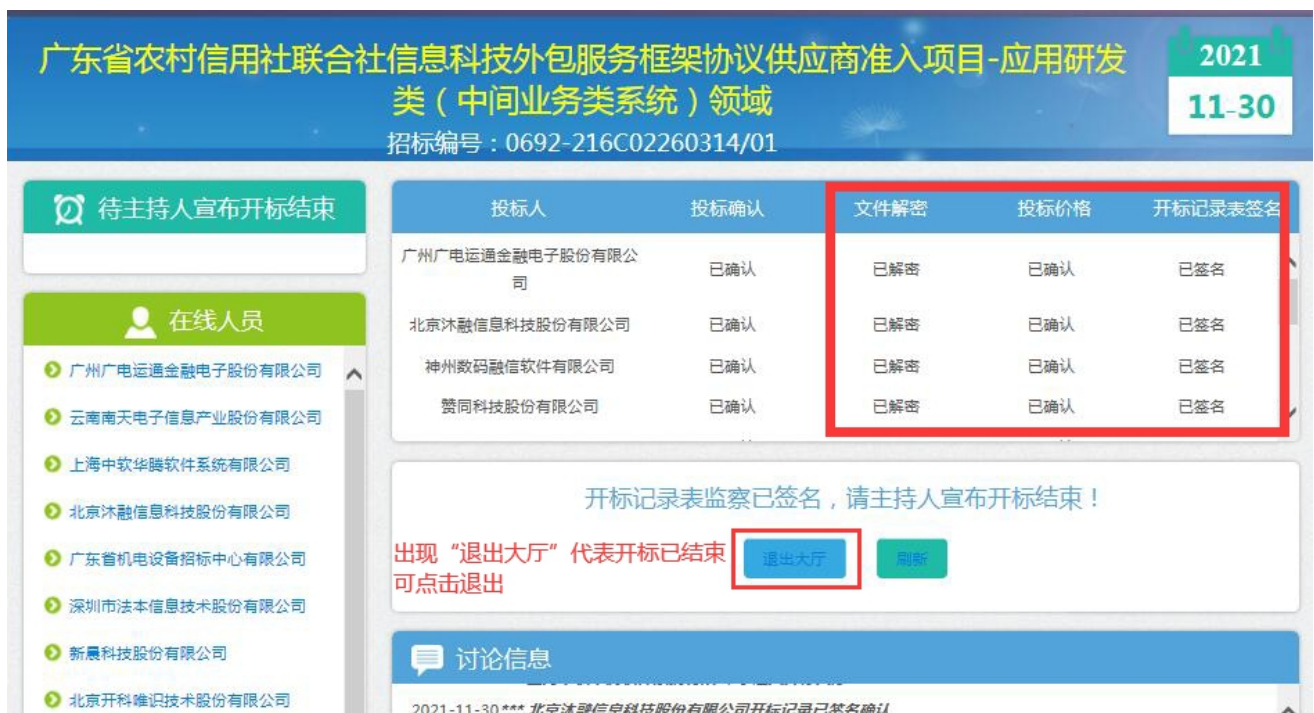 广东省农村信用社联合社信息科技外包服务框架协议供应商准入项目-应用研发
类（中间业务类系统）领域
招标编号：0692-216C02260314/01
2021
11-30
待主持人宣布开标结束
在线人员
广州广电运通金融电子股份有限公司
云南南天电子信息产业股份有限公司
上海中软华腾软件系统有限公司
北京沐融信息科技股份有限公司
广东省机电设备招标中心有限公司
深圳市法本信息技术股份有限公司
新晨科技股份有限公司
北京开科唯识技术股份有限公司
投标人 投标确认 文件解密 投标价格 开标记录表签名
广州广电运通金融电子股份有限公
司 已确认 已解密 已确认 已签名
北京沐融信息科技股份有限公司 已确认 已解密 已确认 已签名
神州数码融信软件有限公司 已确认 已解密 已确认 已签名
赞同科技股份有限公司 已确认 已解密 已确认 已签名
开标记录表监察已签名，请主持人宣布开标结束！
出现“退出大厅”代表开标已结束
可点击退出
退出大厅 刷新
讨论信息
2021-11-30*** 北京沐融信息科技股份有限公司开标记录已签名确认